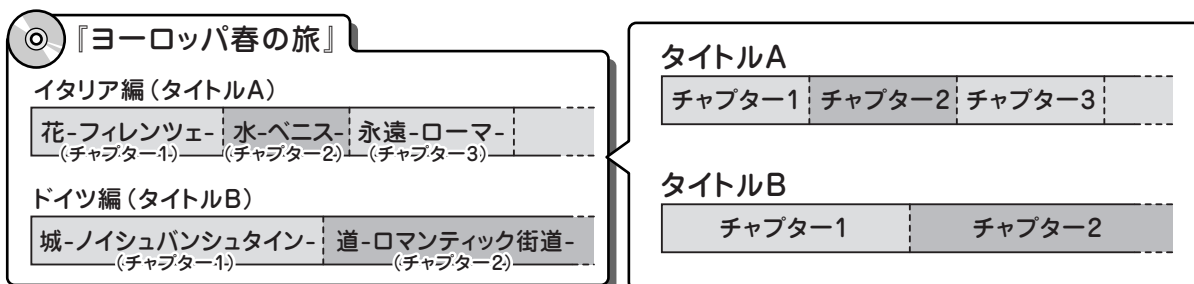 『ヨーロッパ春の旅』
イタリア編（タイトルA）
花-フィレンツェ- 水-ベニス- 永遠-ローマ-
（チャプター1） （チャプター2） （チャプター3）
ドイツ編（タイトルB）
城-ノイシュバンシュタイン- 道-ロマンティック街道-
（チャプター1） （チャプター2）
タイトルA
チャプター1 チャプター2 チャプター3
タイトルB
チャプター1 チャプター2